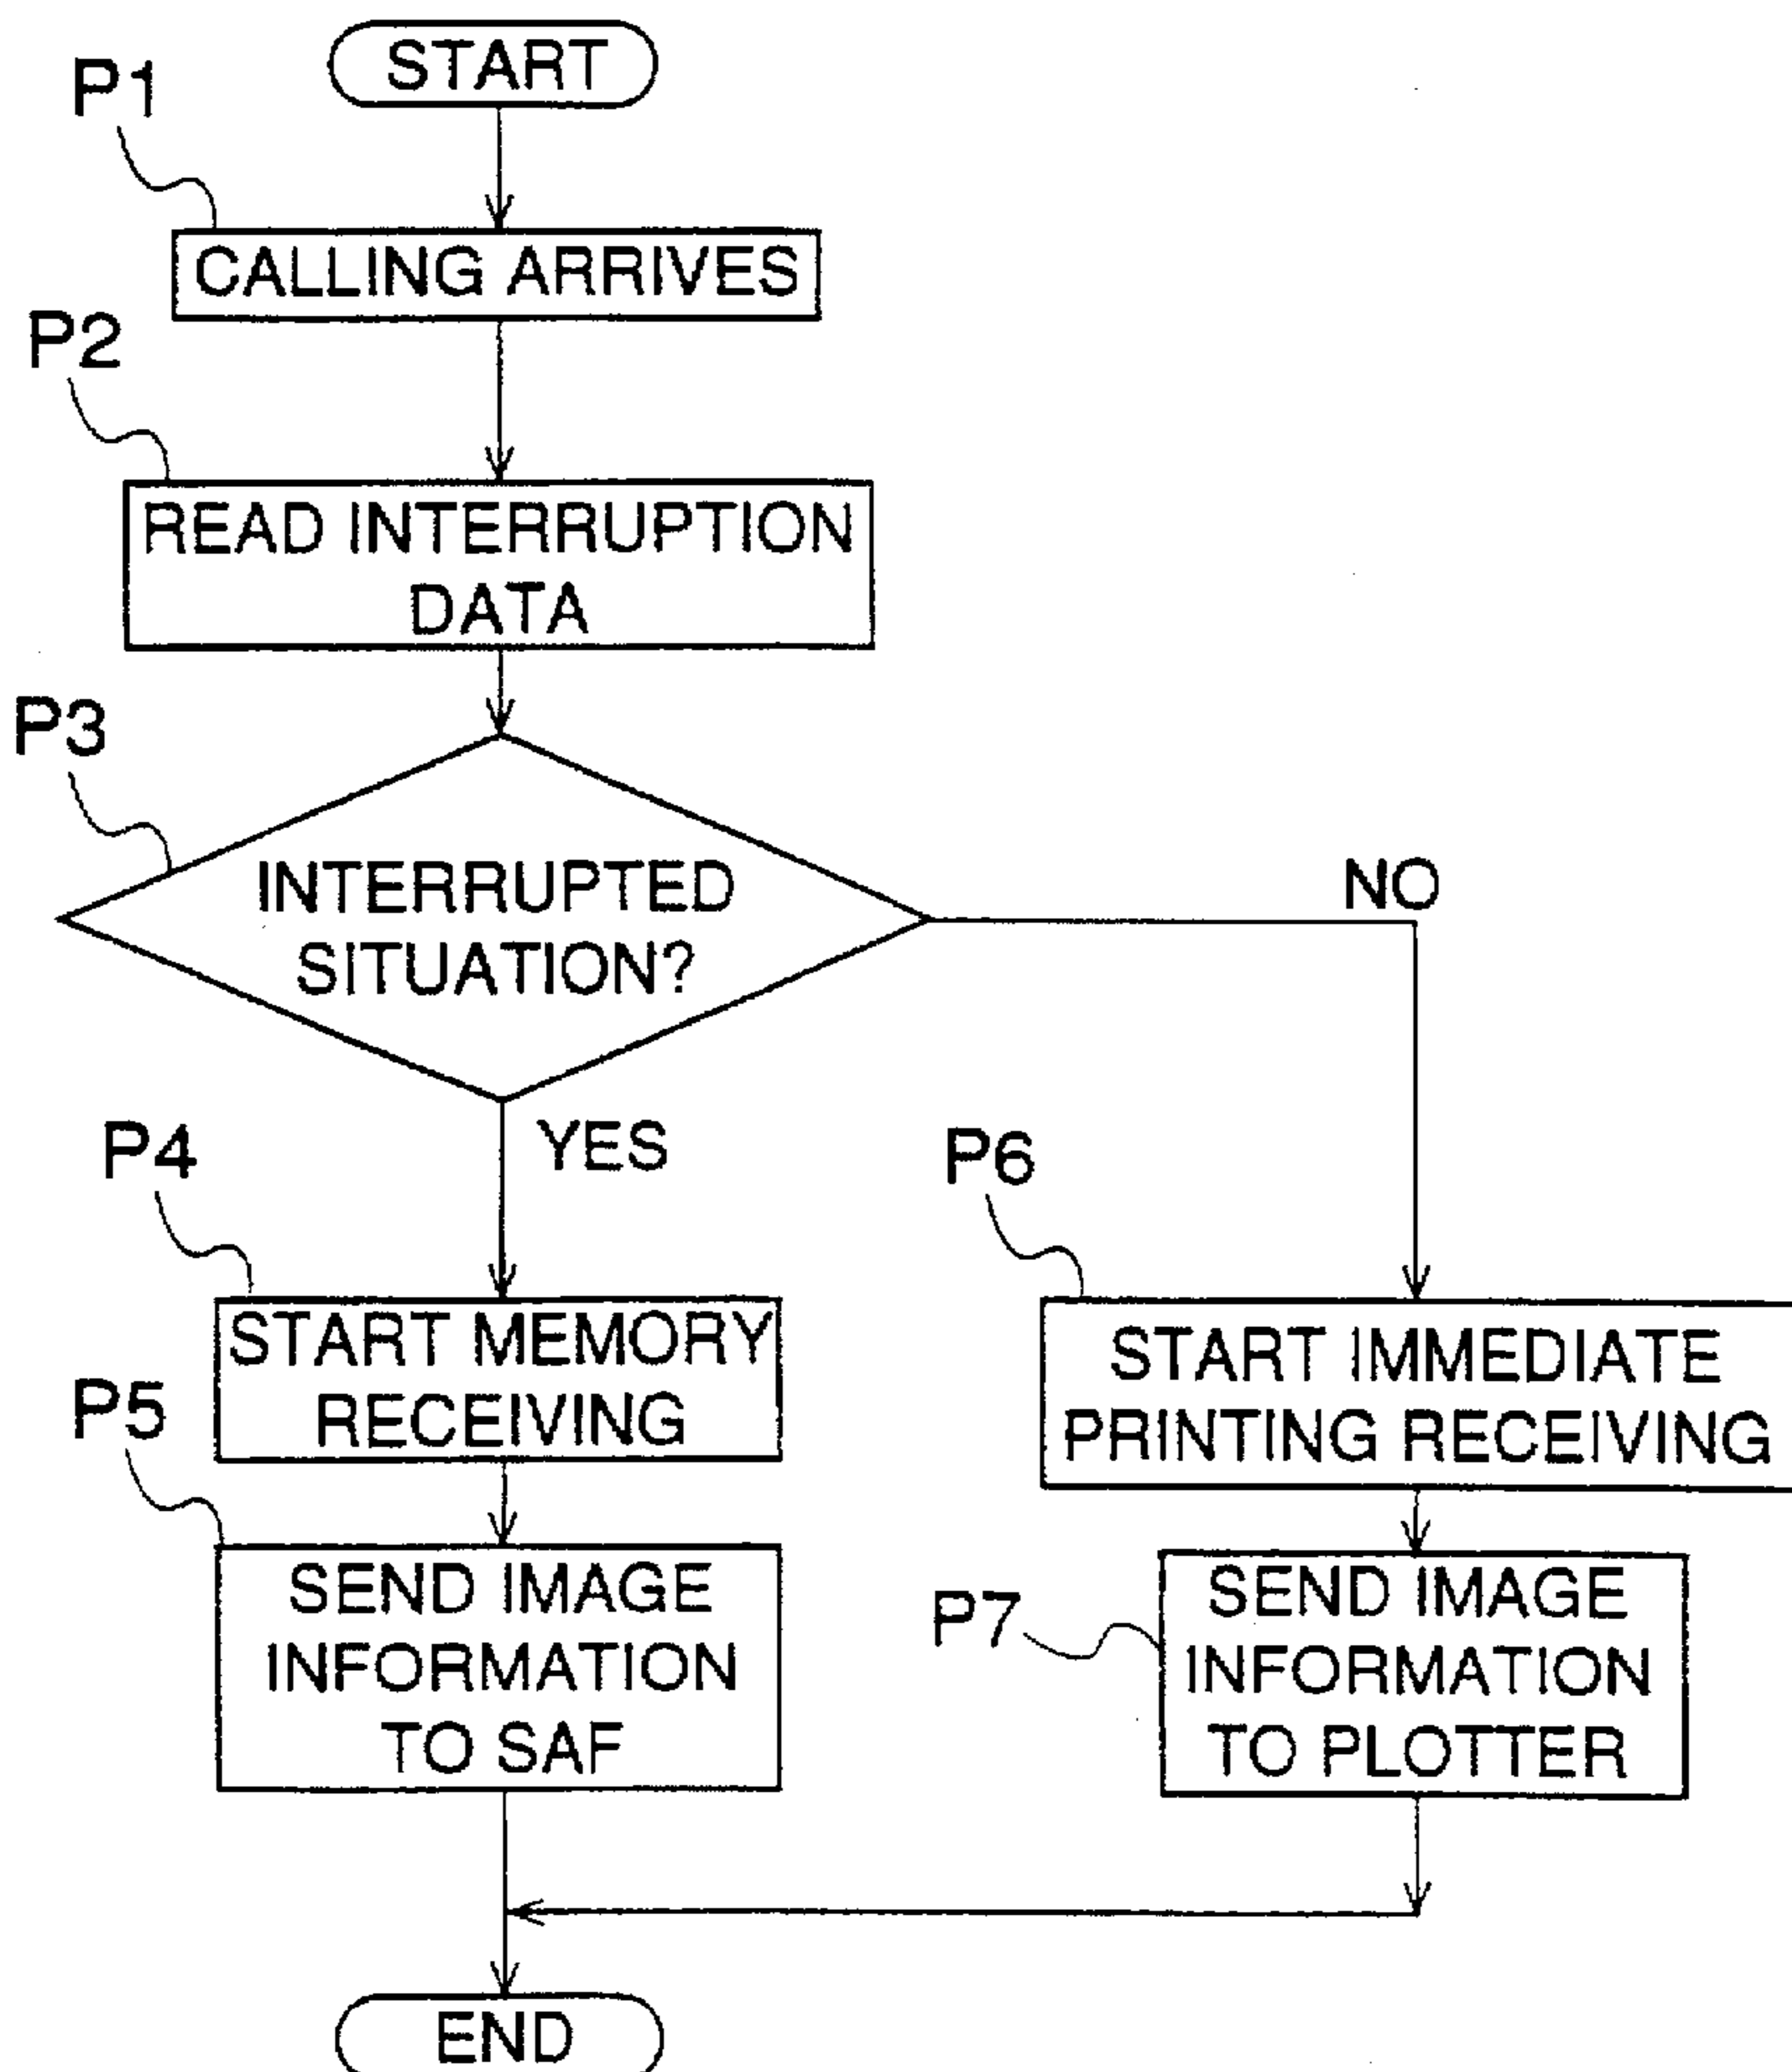 START
P1
CALLING ARRIVES
P2
READ INTERRUPTION
DATA
P3
INTERRUPTED
SITUATION?
NO
YES
P4
START MEMORY
RECEIVING
P5
SEND IMAGE
INFORMATION
TO SAF
P6
START IMMEDIATE
PRINTING RECEIVING
P7
SEND IMAGE
INFORMATION
TO PLOTTER
END